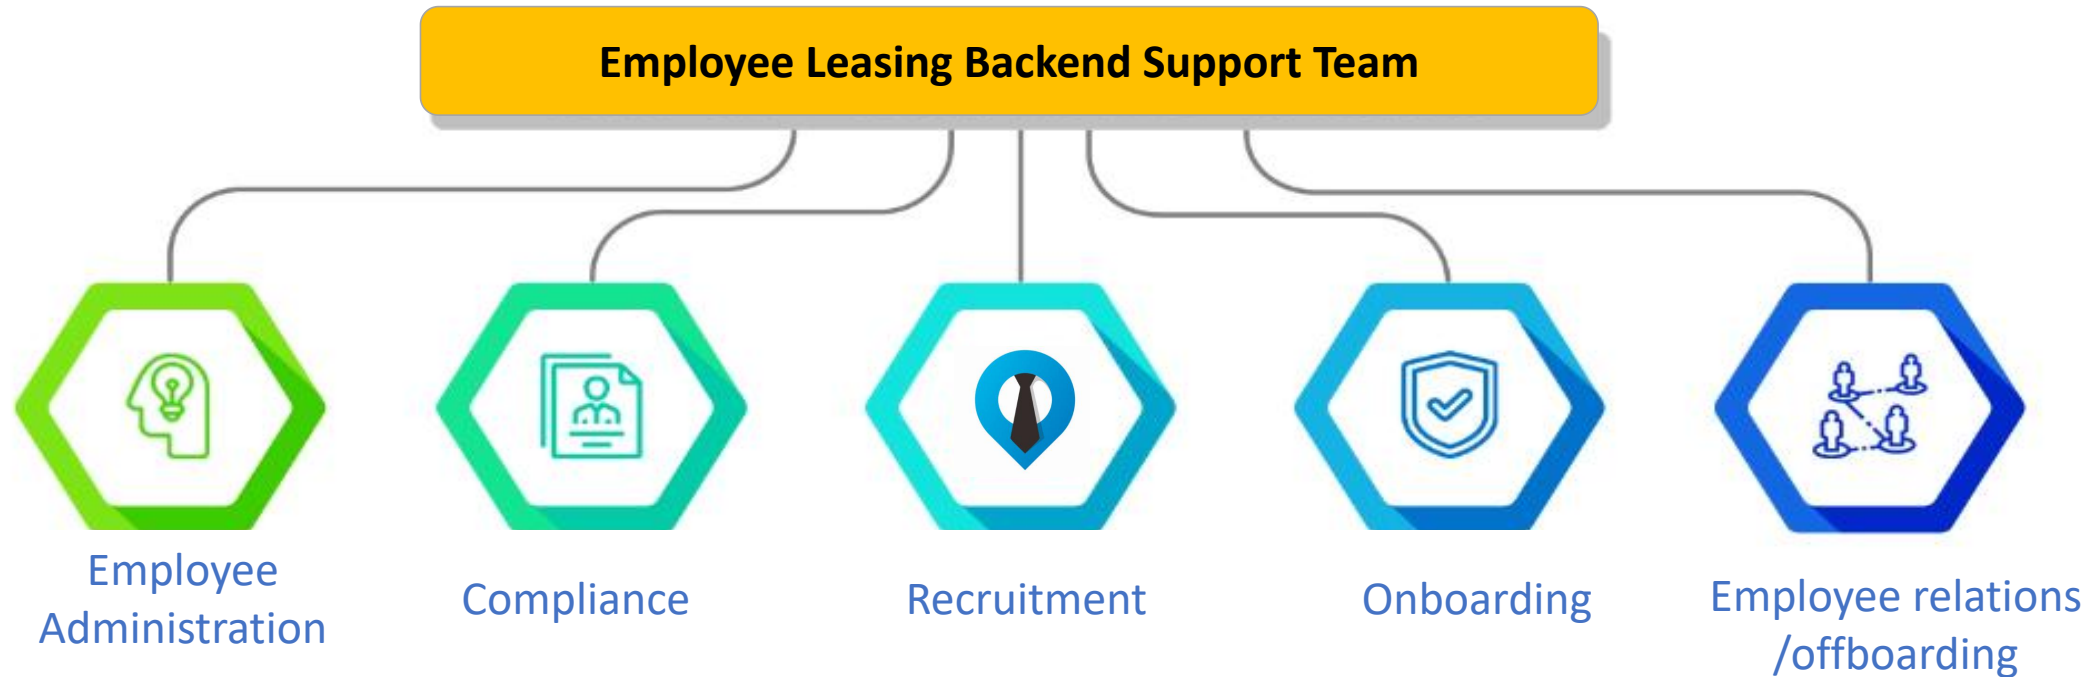 Employee Leasing Backend Support Team
Employee
Administration
Compliance
Recruitment
Onboarding
Employee relations
/offboarding